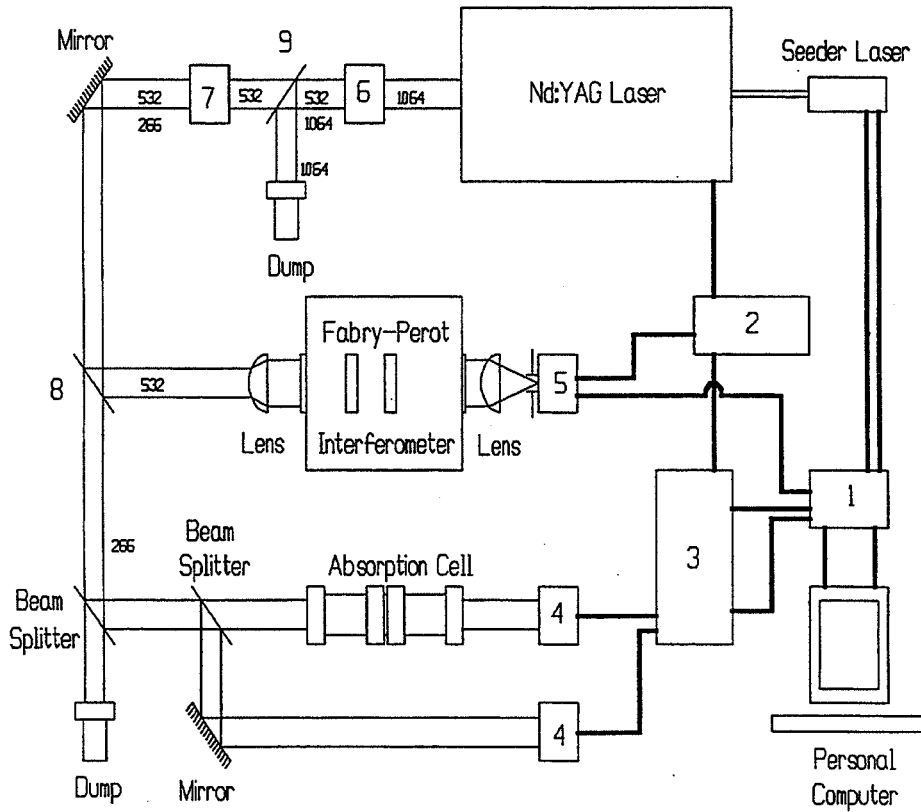 Mirror
9
Seeder Laser
Nd:YAG Laser
532
7
532
532
6
1064
266
1064
1064
Dump
2
Fabry-Perot
8
532
5
Lens
Interferometer
Lens
1
266
Beam
Splitter
Absorption Cell
3
Beam
Splitter
4
4
Dump
Mirror
Personal
Computer